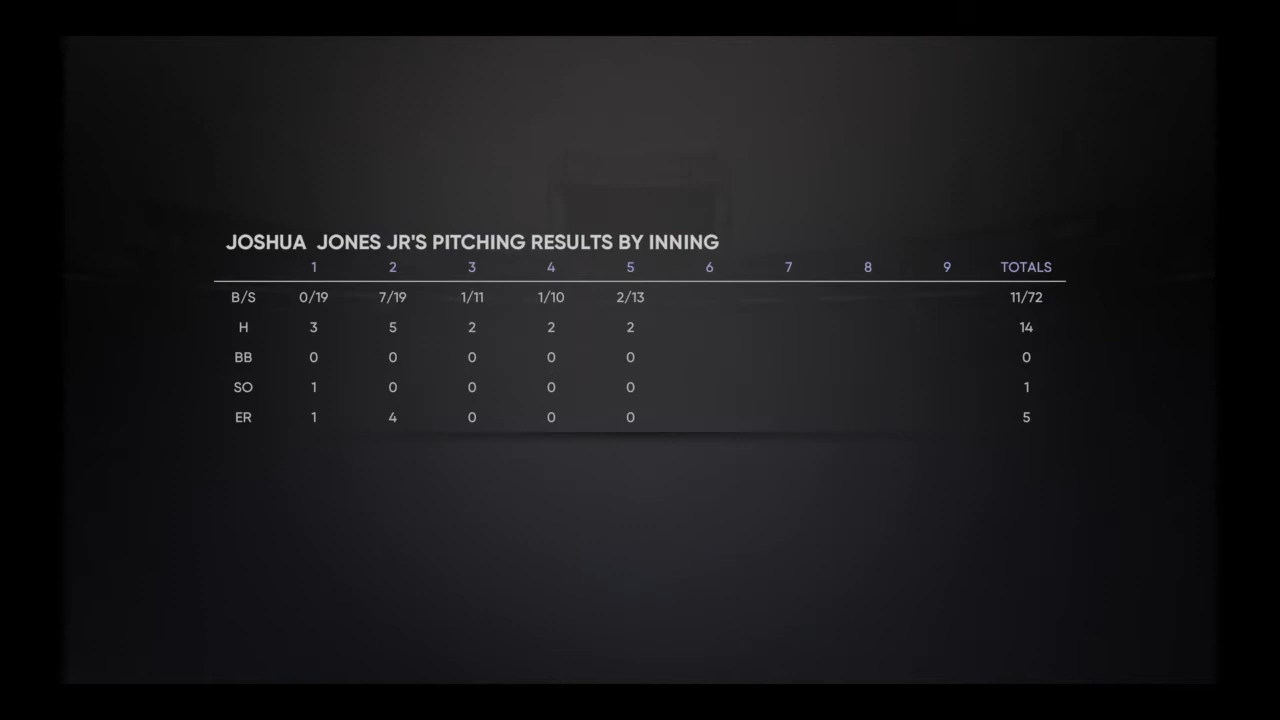 JOSHUA JONES JR'S PITCHING RESULTS BY INNING
1 2 3 4 5 6 7 8 9 TOTALS
B/S 0/19 7/19 1/11 1/10 2/13 11/72
H 3 5 2 2 2 14
BB 0 0 0 0 0 0
SO 1 0 0 0 0 1
ER 1 4 0 0 0 5